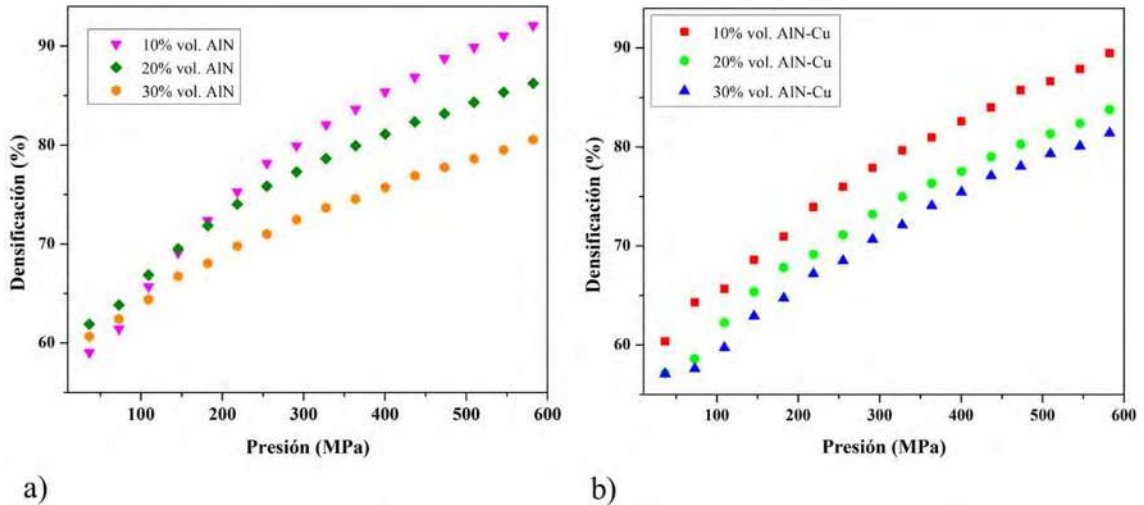 90
80
70
60
Densificación (%)
10% vol. AlN
20% vol. AlN
30% vol. AlN
100 200 300 400 500 600
Presión (MPa)
a)
90
80
70
60
Densificación (%)
10% vol. AlN-Cu
20% vol. AlN-Cu
30% vol. AlN-Cu
100 200 300 400 500 600
Presión (MPa)
b)